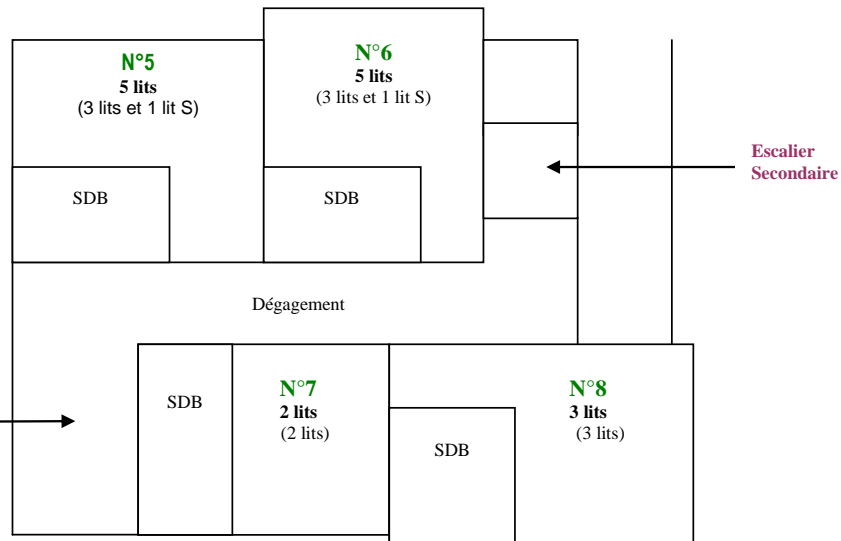 N°5
5 lits
(3 lits et 1 lit S)
N°6
5 lits
(3 lits et 1 lit S)
Escalier
Secondaire
SDB
SDB
Dégagement
SDB
N°7
2 lits
(2 lits)
N°8
3 lits
(3 lits)
SDB